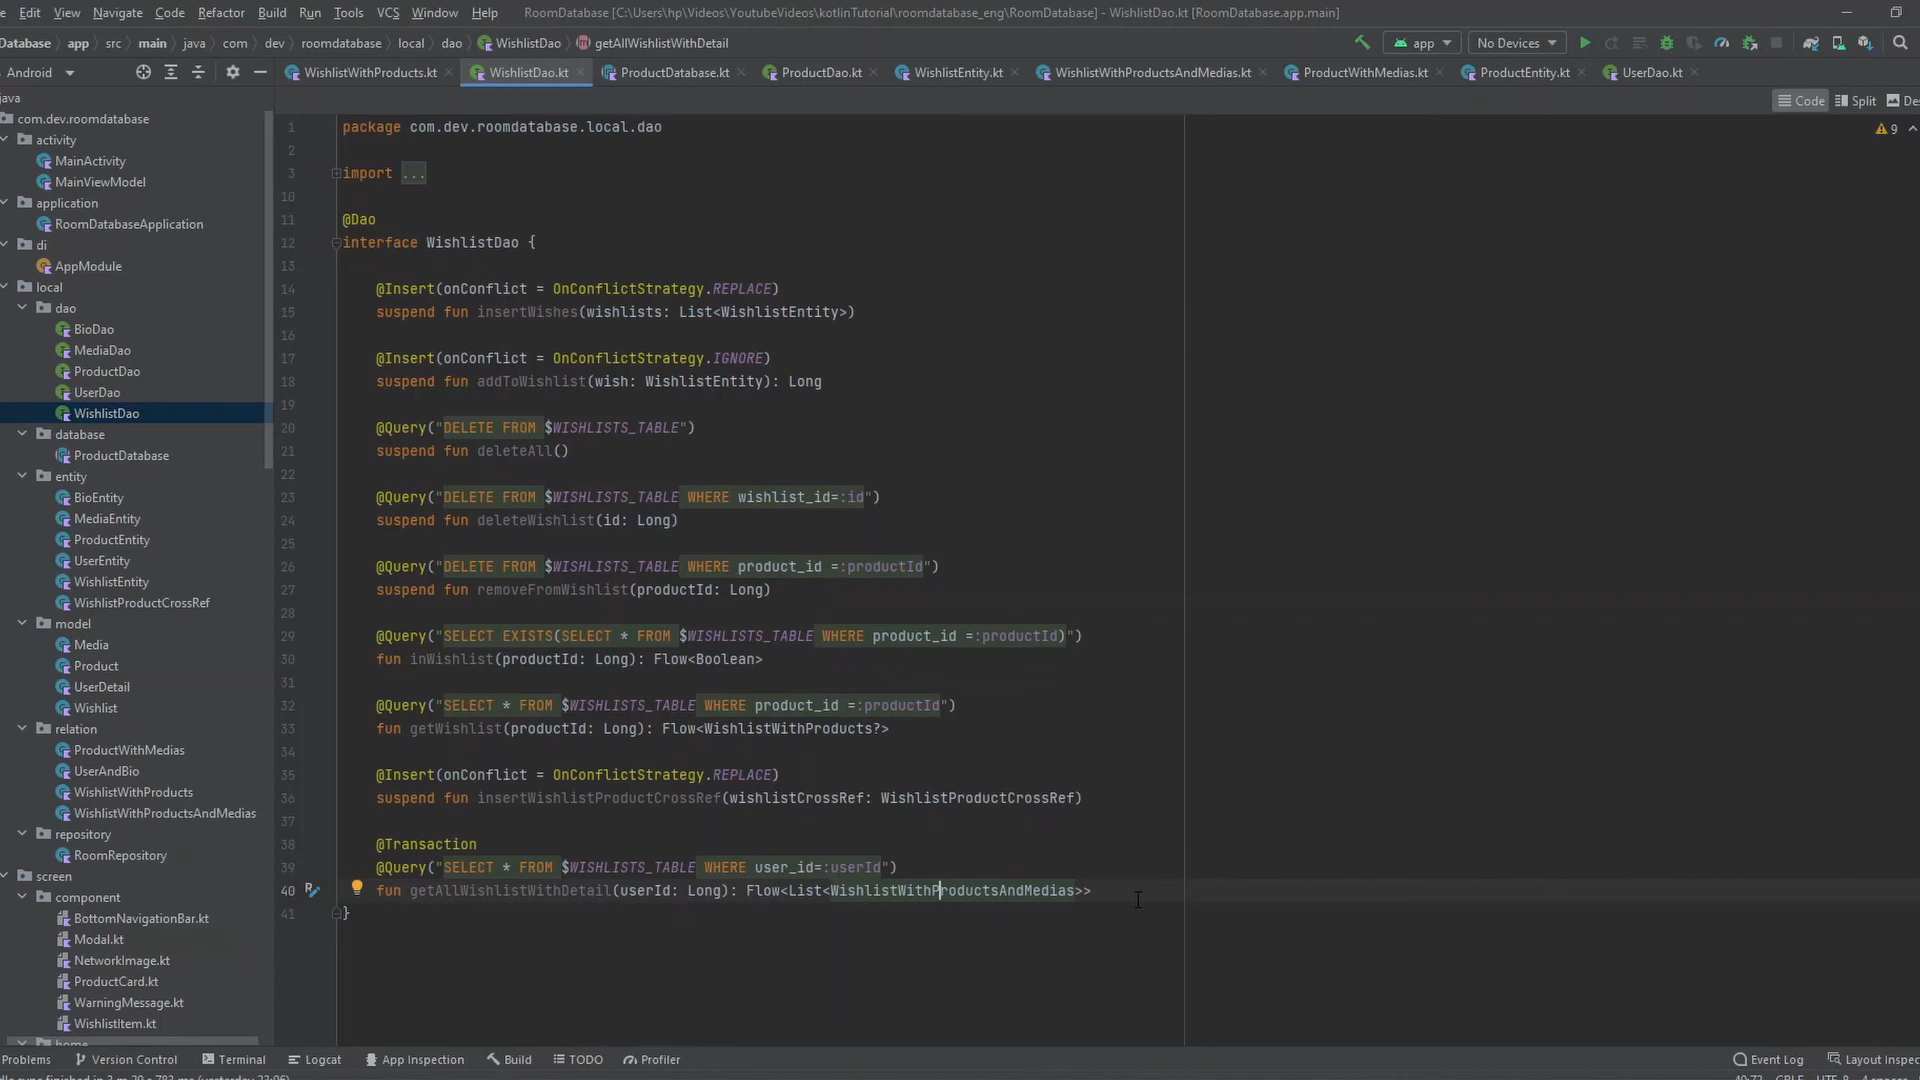 Edit View Navigate Code Refactor Build Run Tools VCS Window Help RoomDatabase [C:\Users\hp\Videos\YoutubeVideos\kotlinTutorial\roomdatabase_eng\RoomDatabase] - WishlistDao.kt [RoomDatabase.app.main]
Database app src main java com dev roomdatabase local dao WishlistDao getAllWishlistWithDetail app No Devices
Android WishlistWithProducts.kt WishlistDao.kt ProductDatabase.kt ProductDao.kt WishlistEntity.kt WishlistWithProductsAndMedias.kt ProductWithMedias.kt ProductEntity.kt UserDao.kt
Code Split Des
java
com.dev.roomdatabase
activity
MainActivity
MainViewModel
application
RoomDatabaseApplication
di
AppModule
local
dao
BioDao
MediaDao
ProductDao
UserDao
WishlistDao
database
ProductDatabase
entity
BioEntity
MediaEntity
ProductEntity
UserEntity
WishlistEntity
WishlistProductCrossRef
model
Media
Product
UserDetail
Wishlist
relation
ProductWithMedias
UserAndBio
WishlistWithProducts
WishlistWithProductsAndMedias
repository
RoomRepository
screen
component
BottomNavigationBar.kt
Modal.kt
NetworkImage.kt
ProductCard.kt
WarningMessage.kt
WishlistItem.kt
home
9
1 package com.dev.roomdatabase.local.dao
2
3 import ...
10
11 @Dao
12 interface WishlistDao {
13
14 @Insert(onConflict = OnConflictStrategy.REPLACE)
15 suspend fun insertWishes(wishlists: List<WishlistEntity>)
16
17 @Insert(onConflict = OnConflictStrategy.IGNORE)
18 suspend fun addToWishlist(wish: WishlistEntity): Long
19
20 @Query("DELETE FROM $WISHLISTS_TABLE")
21 suspend fun deleteAll()
22
23 @Query("DELETE FROM $WISHLISTS_TABLE WHERE wishlist_id=:id")
24 suspend fun deleteWishlist(id: Long)
25
26 @Query("DELETE FROM $WISHLISTS_TABLE WHERE product_id =:productId")
27 suspend fun removeFromWishlist(productId: Long)
28
29 @Query("SELECT EXISTS(SELECT * FROM $WISHLISTS_TABLE WHERE product_id =:productId)")
30 fun inWishlist(productId: Long): Flow<Boolean>
31
32 @Query("SELECT * FROM $WISHLISTS_TABLE WHERE product_id =:productId")
33 fun getWishlist(productId: Long): Flow<WishlistWithProducts?>
34
35 @Insert(onConflict = OnConflictStrategy.REPLACE)
36 suspend fun insertWishlistProductCrossRef(wishlistCrossRef: WishlistProductCrossRef)
37
38 @Transaction
39 @Query("SELECT * FROM $WISHLISTS_TABLE WHERE user_id=:userId")
40 fun getAllWishlistWithDetail(userId: Long): Flow<List<WishlistWithProductsAndMedias>>
41 }
Problems Version Control Terminal Logcat App Inspection Build TODO Profiler Event Log Layout Inspec